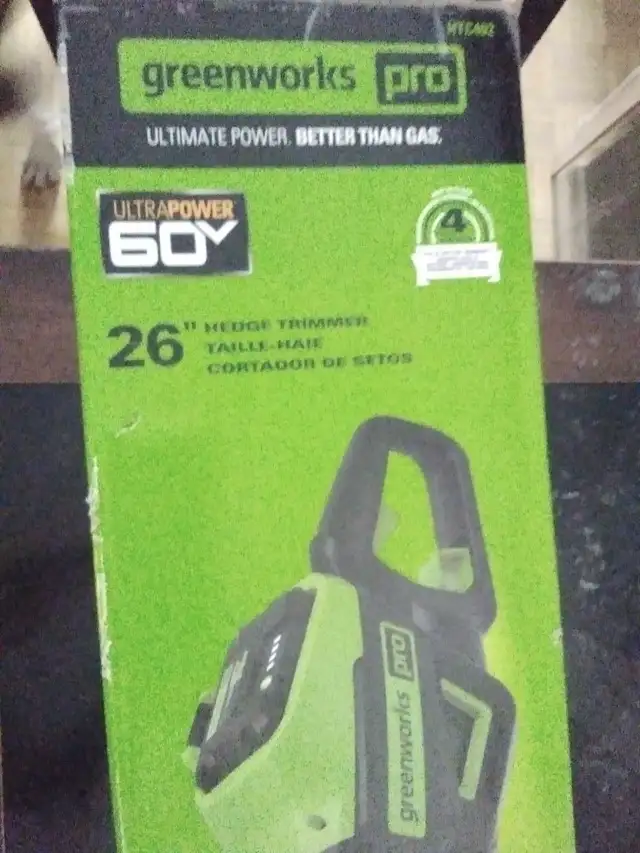 greenworks pro
ULTIMATE POWER. BETTER THAN GAS.
ULTRAPOWER
60V
4
26" HEDGE TRIMMER
TAILLE-HAIE
CORTADOR DE SETOS
greenworks pro